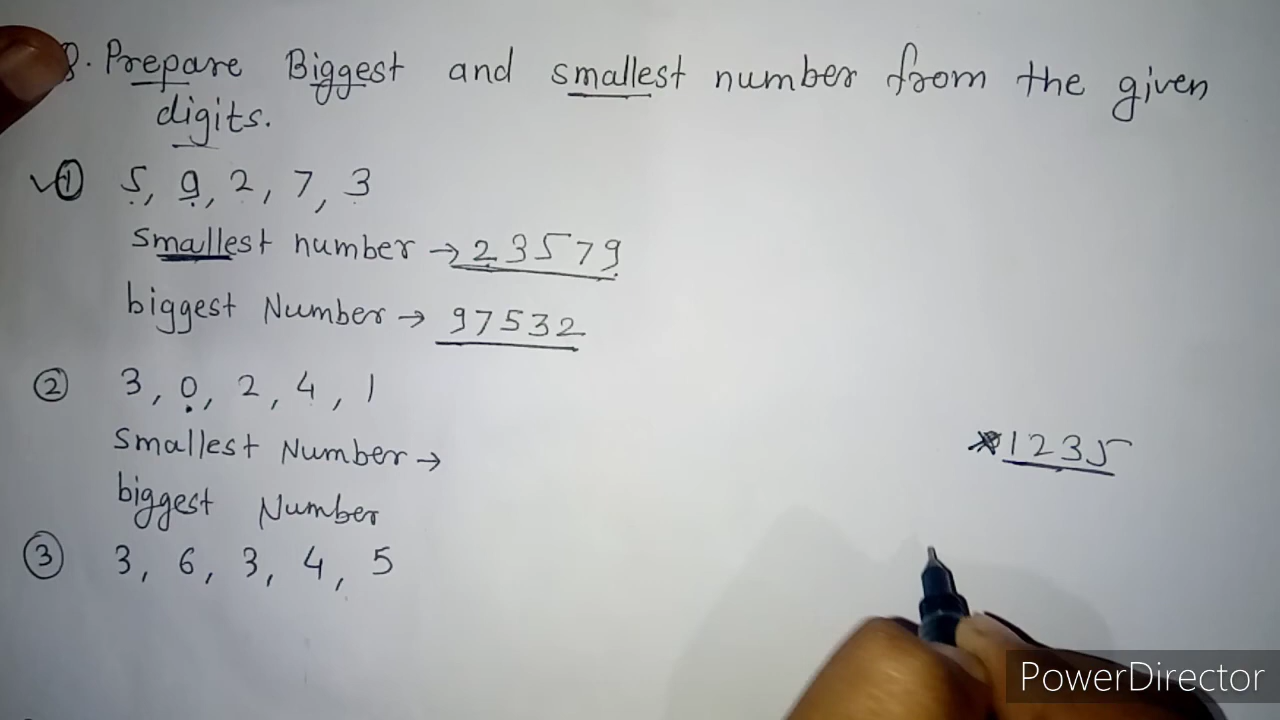 Q. Prepare Biggest and smallest number from the given
digits.
① 5, 9, 2, 7, 3
Smallest number → 23579
biggest Number → 97532
② 3, 0, 2, 4, 1
Smallest Number →
biggest Number
③ 3, 6, 3, 4, 5
1235
PowerDirector